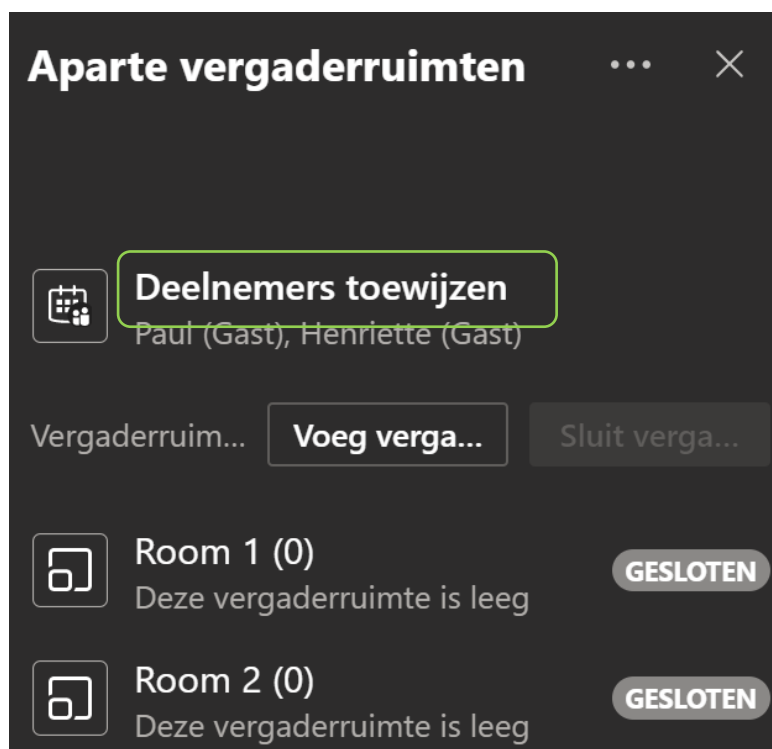 Aparte vergaderruimten
Deelnemers toewijzen
Paul (Gast), Henriette (Gast)
Vergaderruim... Voeg verga... Sluit verga...
Room 1 (0) GESLOTEN
Deze vergaderruimte is leeg
Room 2 (0) GESLOTEN
Deze vergaderruimte is leeg